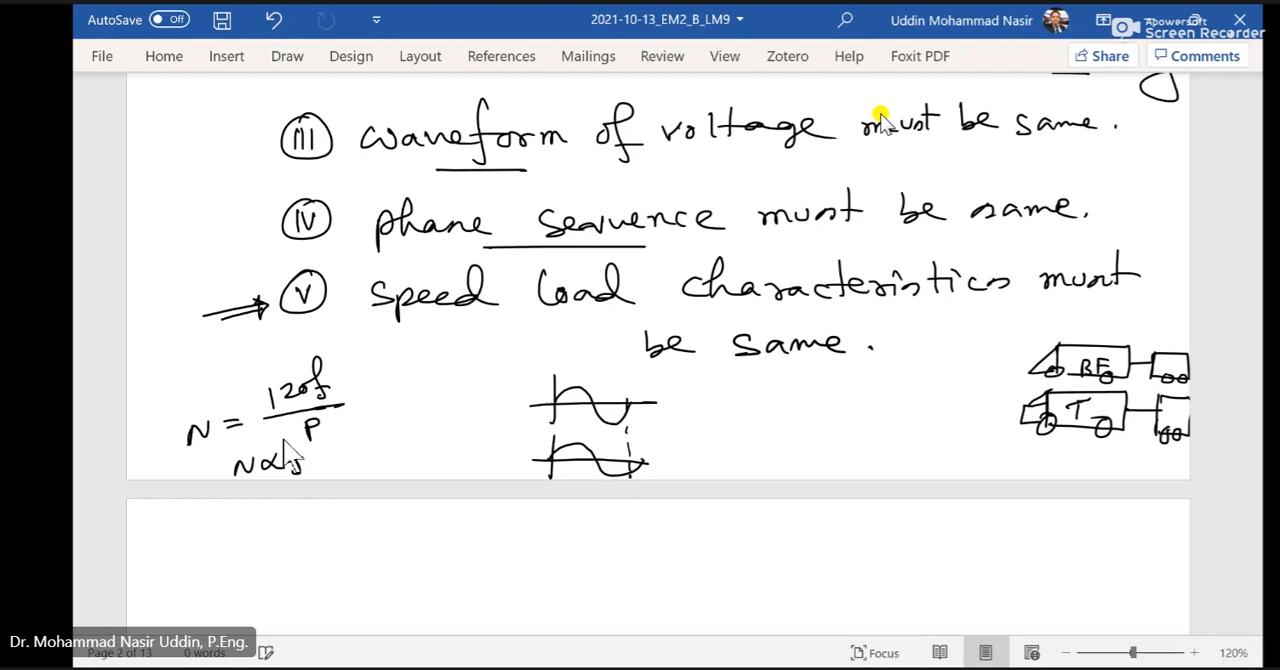 AutoSave Off 2021-10-13_EM2_B_LM9 Uddin Mohammad Nasir
Apowersoft
Screen Recorder
File Home Insert Draw Design Layout References Mailings Review View Zotero Help Foxit PDF Share Comments
(III) waveform of voltage must be same.
(IV) phase sequence must be same.
(V) speed load characteristics must
be same.
BE
T
N = 120f
P
N α f
Dr. Mohammad Nasir Uddin, P.Eng.
Page 2 of 13 0 words Focus 120%